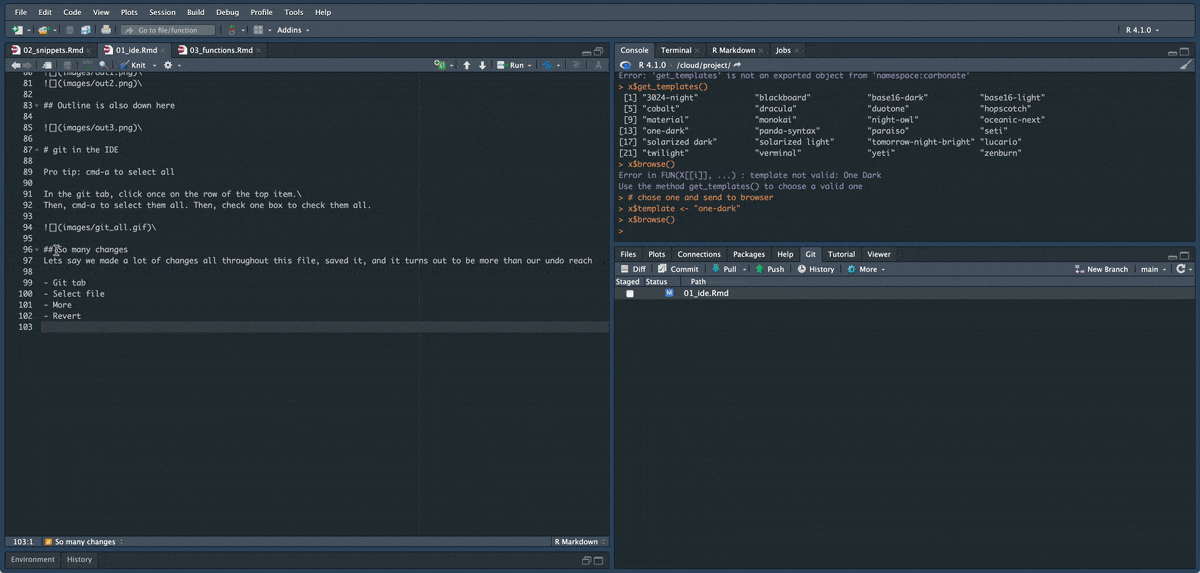 File Edit Code View Plots Session Build Debug Profile Tools Help
Go to file/function Addins R 4.1.0
02_snippets.Rmd 01_ide.Rmd 03_functions.Rmd
Knit Run
80 ![](images/out1.png)\
81 ![](images/out2.png)\
82
83 ## Outline is also down here
84
85 ![](images/out3.png)\
86
87 # git in the IDE
88
89 Pro tip: cmd-a to select all
90
91 In the git tab, click once on the row of the top item.\
92 Then, cmd-a to select them all. Then, check one box to check them all.
93
94 ![](images/git_all.gif)\
95
96 ## So many changes
97 Lets say we made a lot of changes all throughout this file, saved it, and it turns out to be more than our undo reach
98
99 - Git tab
100 - Select file
101 - More
102 - Revert
103
103:1 So many changes R Markdown
Environment History
Console Terminal R Markdown Jobs
R 4.1.0 · /cloud/project/
Error: 'get_templates' is not an exported object from 'namespace:carbonate'
> x$get_templates()
[1] "3024-night" "blackboard" "base16-dark" "base16-light"
[5] "cobalt" "dracula" "duotone" "hopscotch"
[9] "material" "monokai" "night-owl" "oceanic-next"
[13] "one-dark" "panda-syntax" "paraiso" "seti"
[17] "solarized dark" "solarized light" "tomorrow-night-bright" "lucario"
[21] "twilight" "verminal" "yeti" "zenburn"
> x$browse()
Error in FUN(X[[i]], ...) : template not valid: One Dark
Use the method get_templates() to choose a valid one
> # chose one and send to browser
> x$template <- "one-dark"
> x$browse()
>
Files Plots Connections Packages Help Git Tutorial Viewer
Diff Commit Pull Push History More New Branch main
Staged Status Path
M 01_ide.Rmd